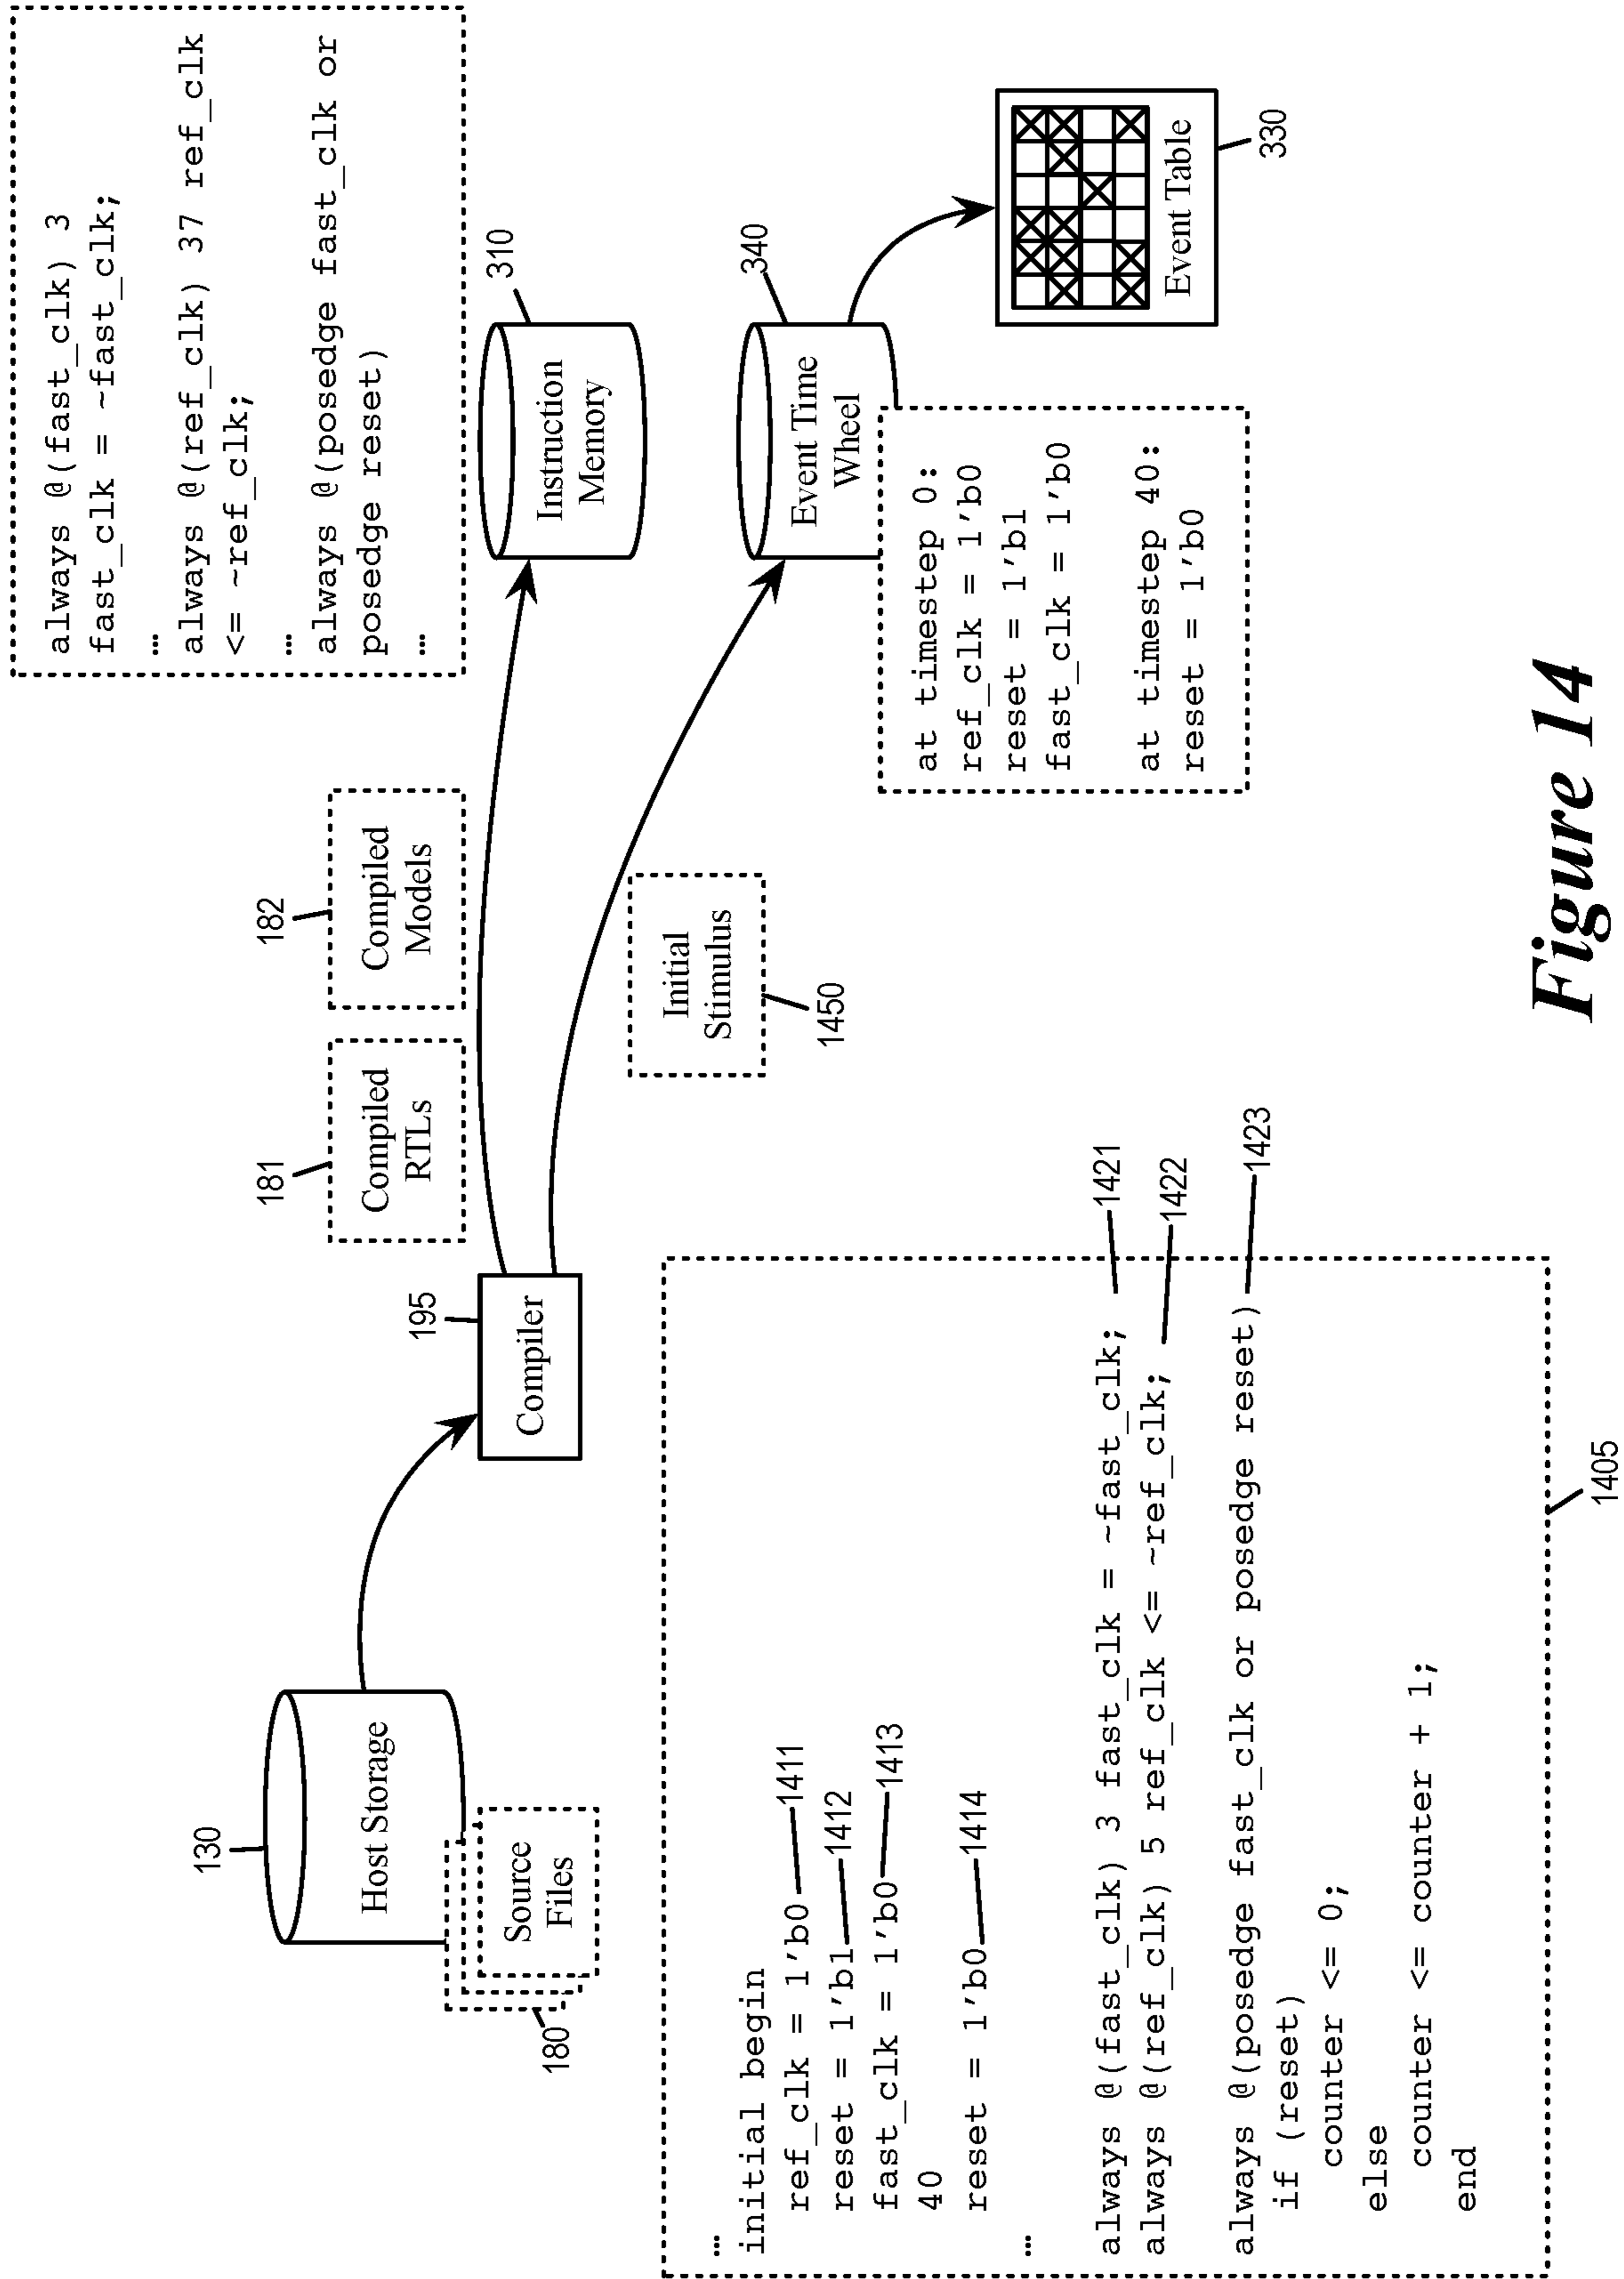 130
Host Storage
Source
Files
180
195
Compiler
181
Compiled
RTLs
182
Compiled
Models
Initial
Stimulus
1450
always @(fast_clk) 3
fast_clk = ~fast_clk;
…
always @(ref_clk) 37 ref_clk
<= ~ref_clk;
…
always @(posedge fast_clk or
posedge reset)
…
310
Instruction
Memory
340
Event Time
Wheel
at timestep 0:
ref_clk = 1'b0
reset = 1'b1
fast_clk = 1'b0
at timestep 40:
reset = 1'b0
Event Table
330
…
initial begin
ref_clk = 1'b0 1411
reset = 1'b1 1412
fast_clk = 1'b0 1413
40
reset = 1'b0 1414
…
always @(fast_clk) 3 fast_clk = ~fast_clk; 1421
always @(ref_clk) 5 ref_clk <= ~ref_clk; 1422
always @(posedge fast_clk or posedge reset) 1423
if (reset)
counter <= 0;
else
counter <= counter + 1;
end
1405
Figure 14